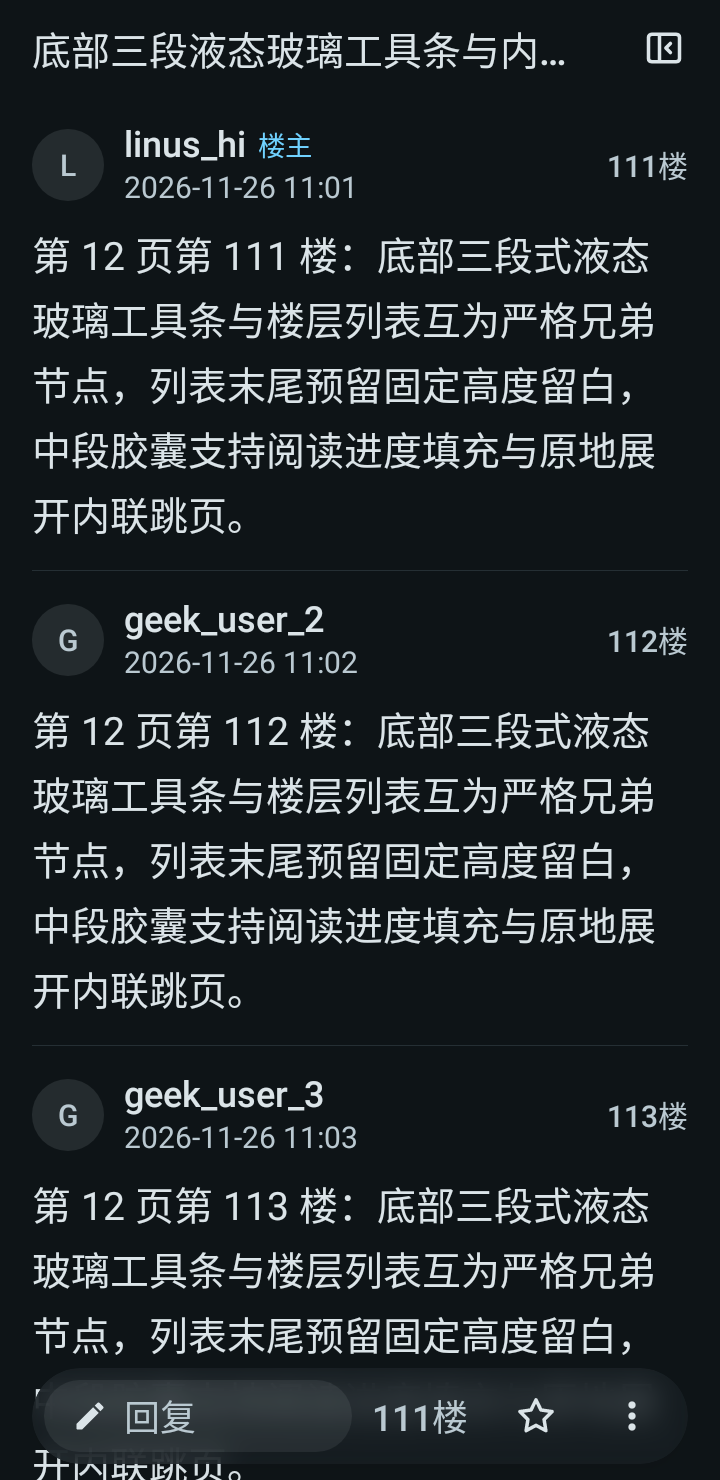 底部三段液态玻璃工具条与内...
L
linus_hi 楼主
111楼
2026-11-26 11:01
第 12 页第 111 楼：底部三段式液态
玻璃工具条与楼层列表互为严格兄弟
节点，列表末尾预留固定高度留白，
中段胶囊支持阅读进度填充与原地展
开内联跳页。
G
geek_user_2
112楼
2026-11-26 11:02
第 12 页第 112 楼：底部三段式液态
玻璃工具条与楼层列表互为严格兄弟
节点，列表末尾预留固定高度留白，
中段胶囊支持阅读进度填充与原地展
开内联跳页。
G
geek_user_3
113楼
2026-11-26 11:03
第 12 页第 113 楼：底部三段式液态
玻璃工具条与楼层列表互为严格兄弟
节点，列表末尾预留固定高度留白，
回复 111楼
开内联跳页。